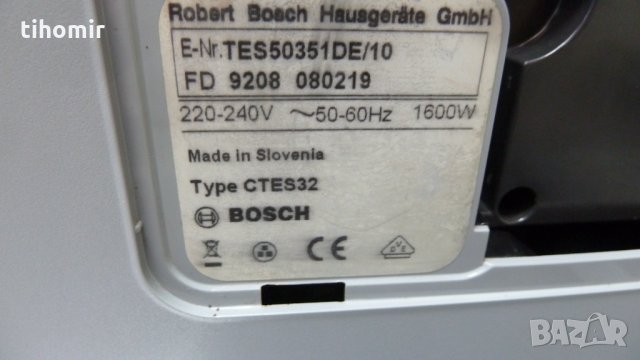 tihomir
Robert Bosch Hausgeräte GmbH
E-Nr.TES50351DE/10
FD 9208 080219
220-240V ~50-60Hz 1600W
Made in Slovenia
Type CTES32
BOSCH
CE
BAZAR